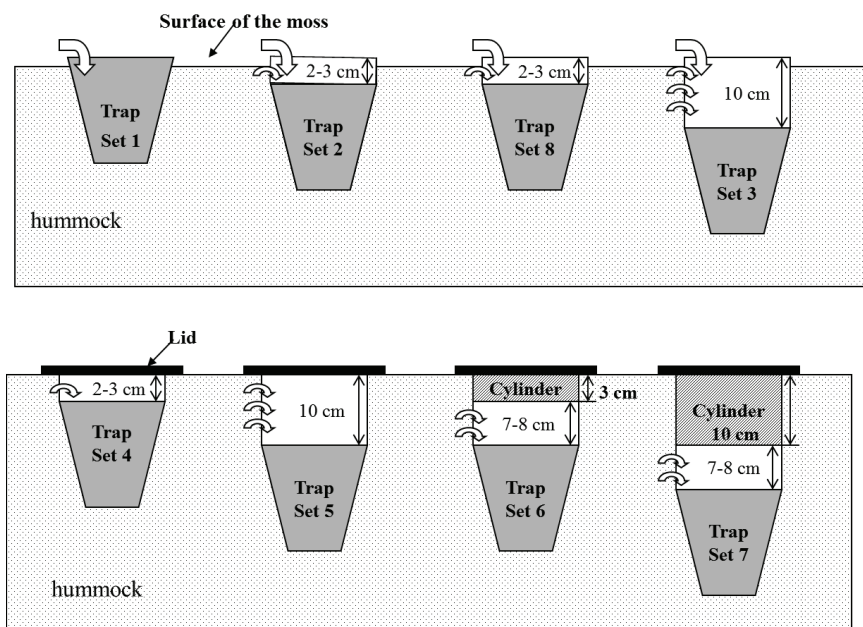 Surface of the moss
Trap
Set 1
2-3 cm
Trap
Set 2
2-3 cm
Trap
Set 8
10 cm
Trap
Set 3
hummock
Lid
2-3 cm
Trap
Set 4
10 cm
Trap
Set 5
Cylinder
3 cm
7-8 cm
Trap
Set 6
Cylinder
10 cm
7-8 cm
Trap
Set 7
hummock